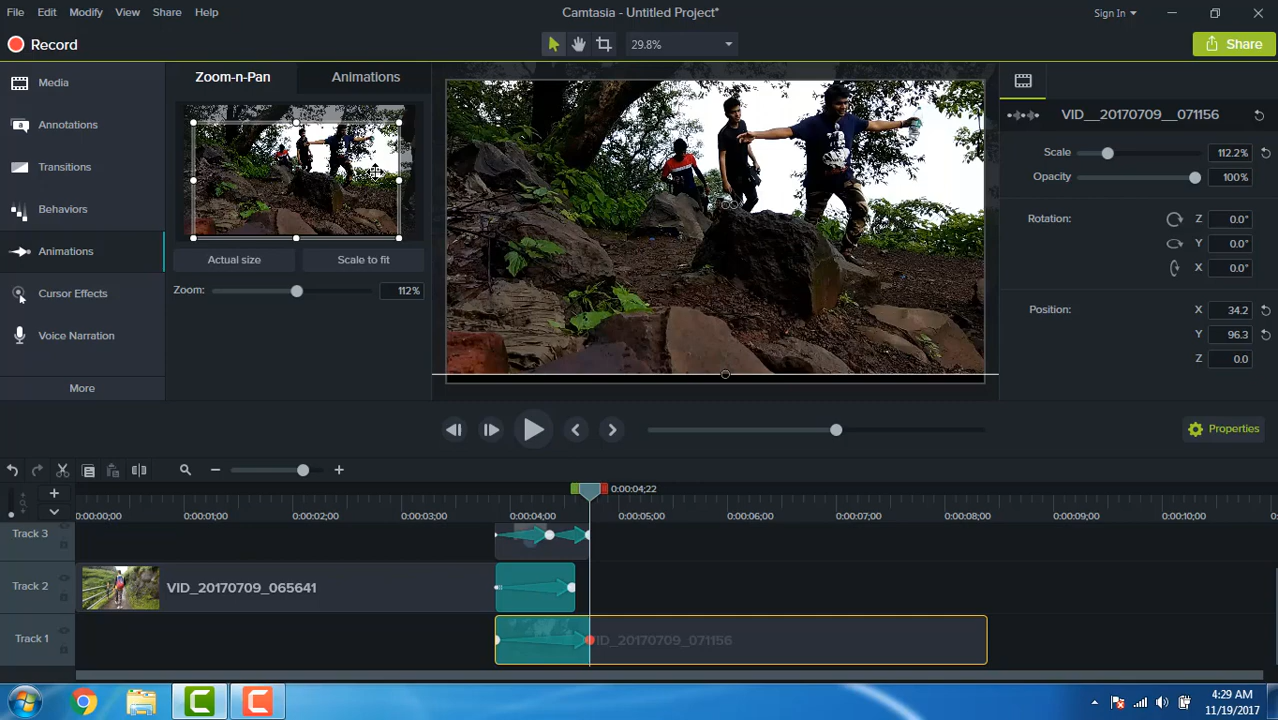 File Edit Modify View Share Help
Camtasia - Untitled Project*
Sign In
Record
29.8%
Share
Media
Annotations
Transitions
Behaviors
Animations
Cursor Effects
Voice Narration
More
Zoom-n-Pan
Animations
Actual size
Scale to fit
Zoom:
112%
VID__20170709__071156
Scale
112.2%
Opacity
100%
Rotation:
Z
0.0°
Y
0.0°
X
0.0°
Position:
X
34.2
Y
96.3
Z
0.0
Properties
0:00:04;22
0:00:00;00 0:00:01;00 0:00:02;00 0:00:03;00 0:00:04;00 0:00:05;00 0:00:06;00 0:00:07;00 0:00:08;00 0:00:09;00 0:00:10;00
Track 3
Track 2
VID_20170709_065641
Track 1
ID_20170709_071156
4:29 AM
11/19/2017